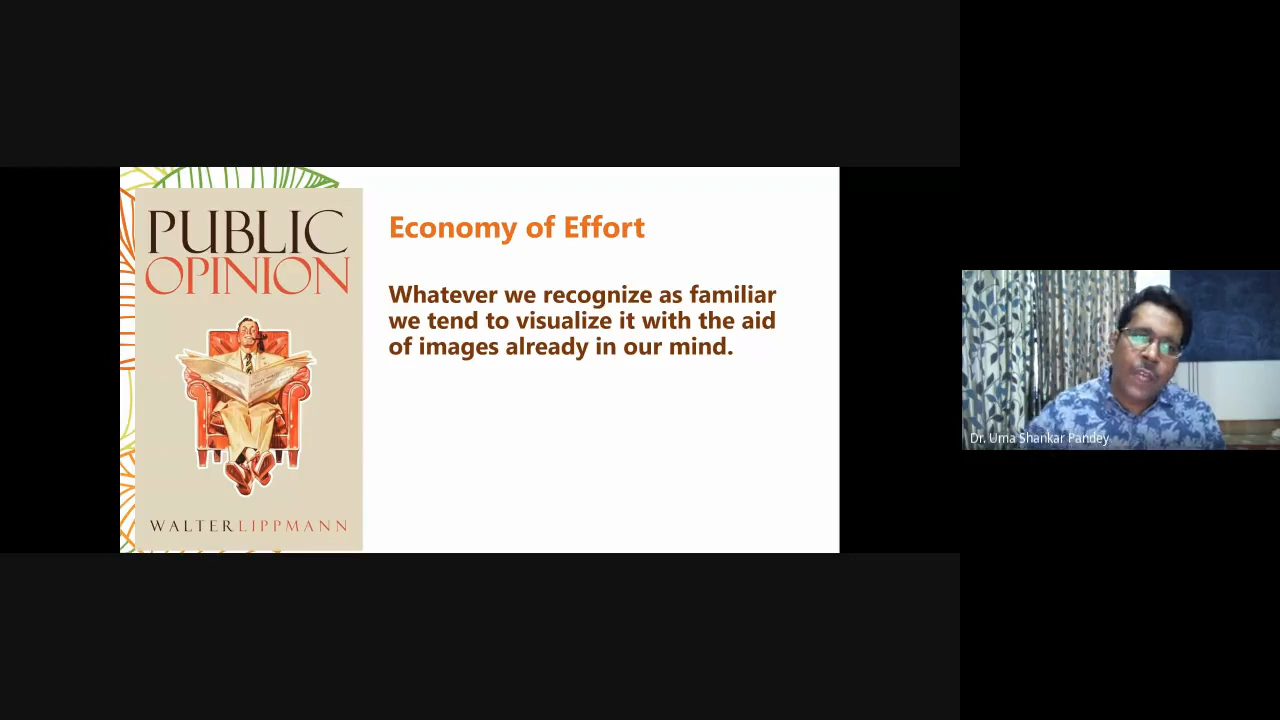 PUBLIC
OPINION
WALTER LIPPMANN
Economy of Effort
Whatever we recognize as familiar
we tend to visualize it with the aid
of images already in our mind.
Dr. Uma Shankar Pandey